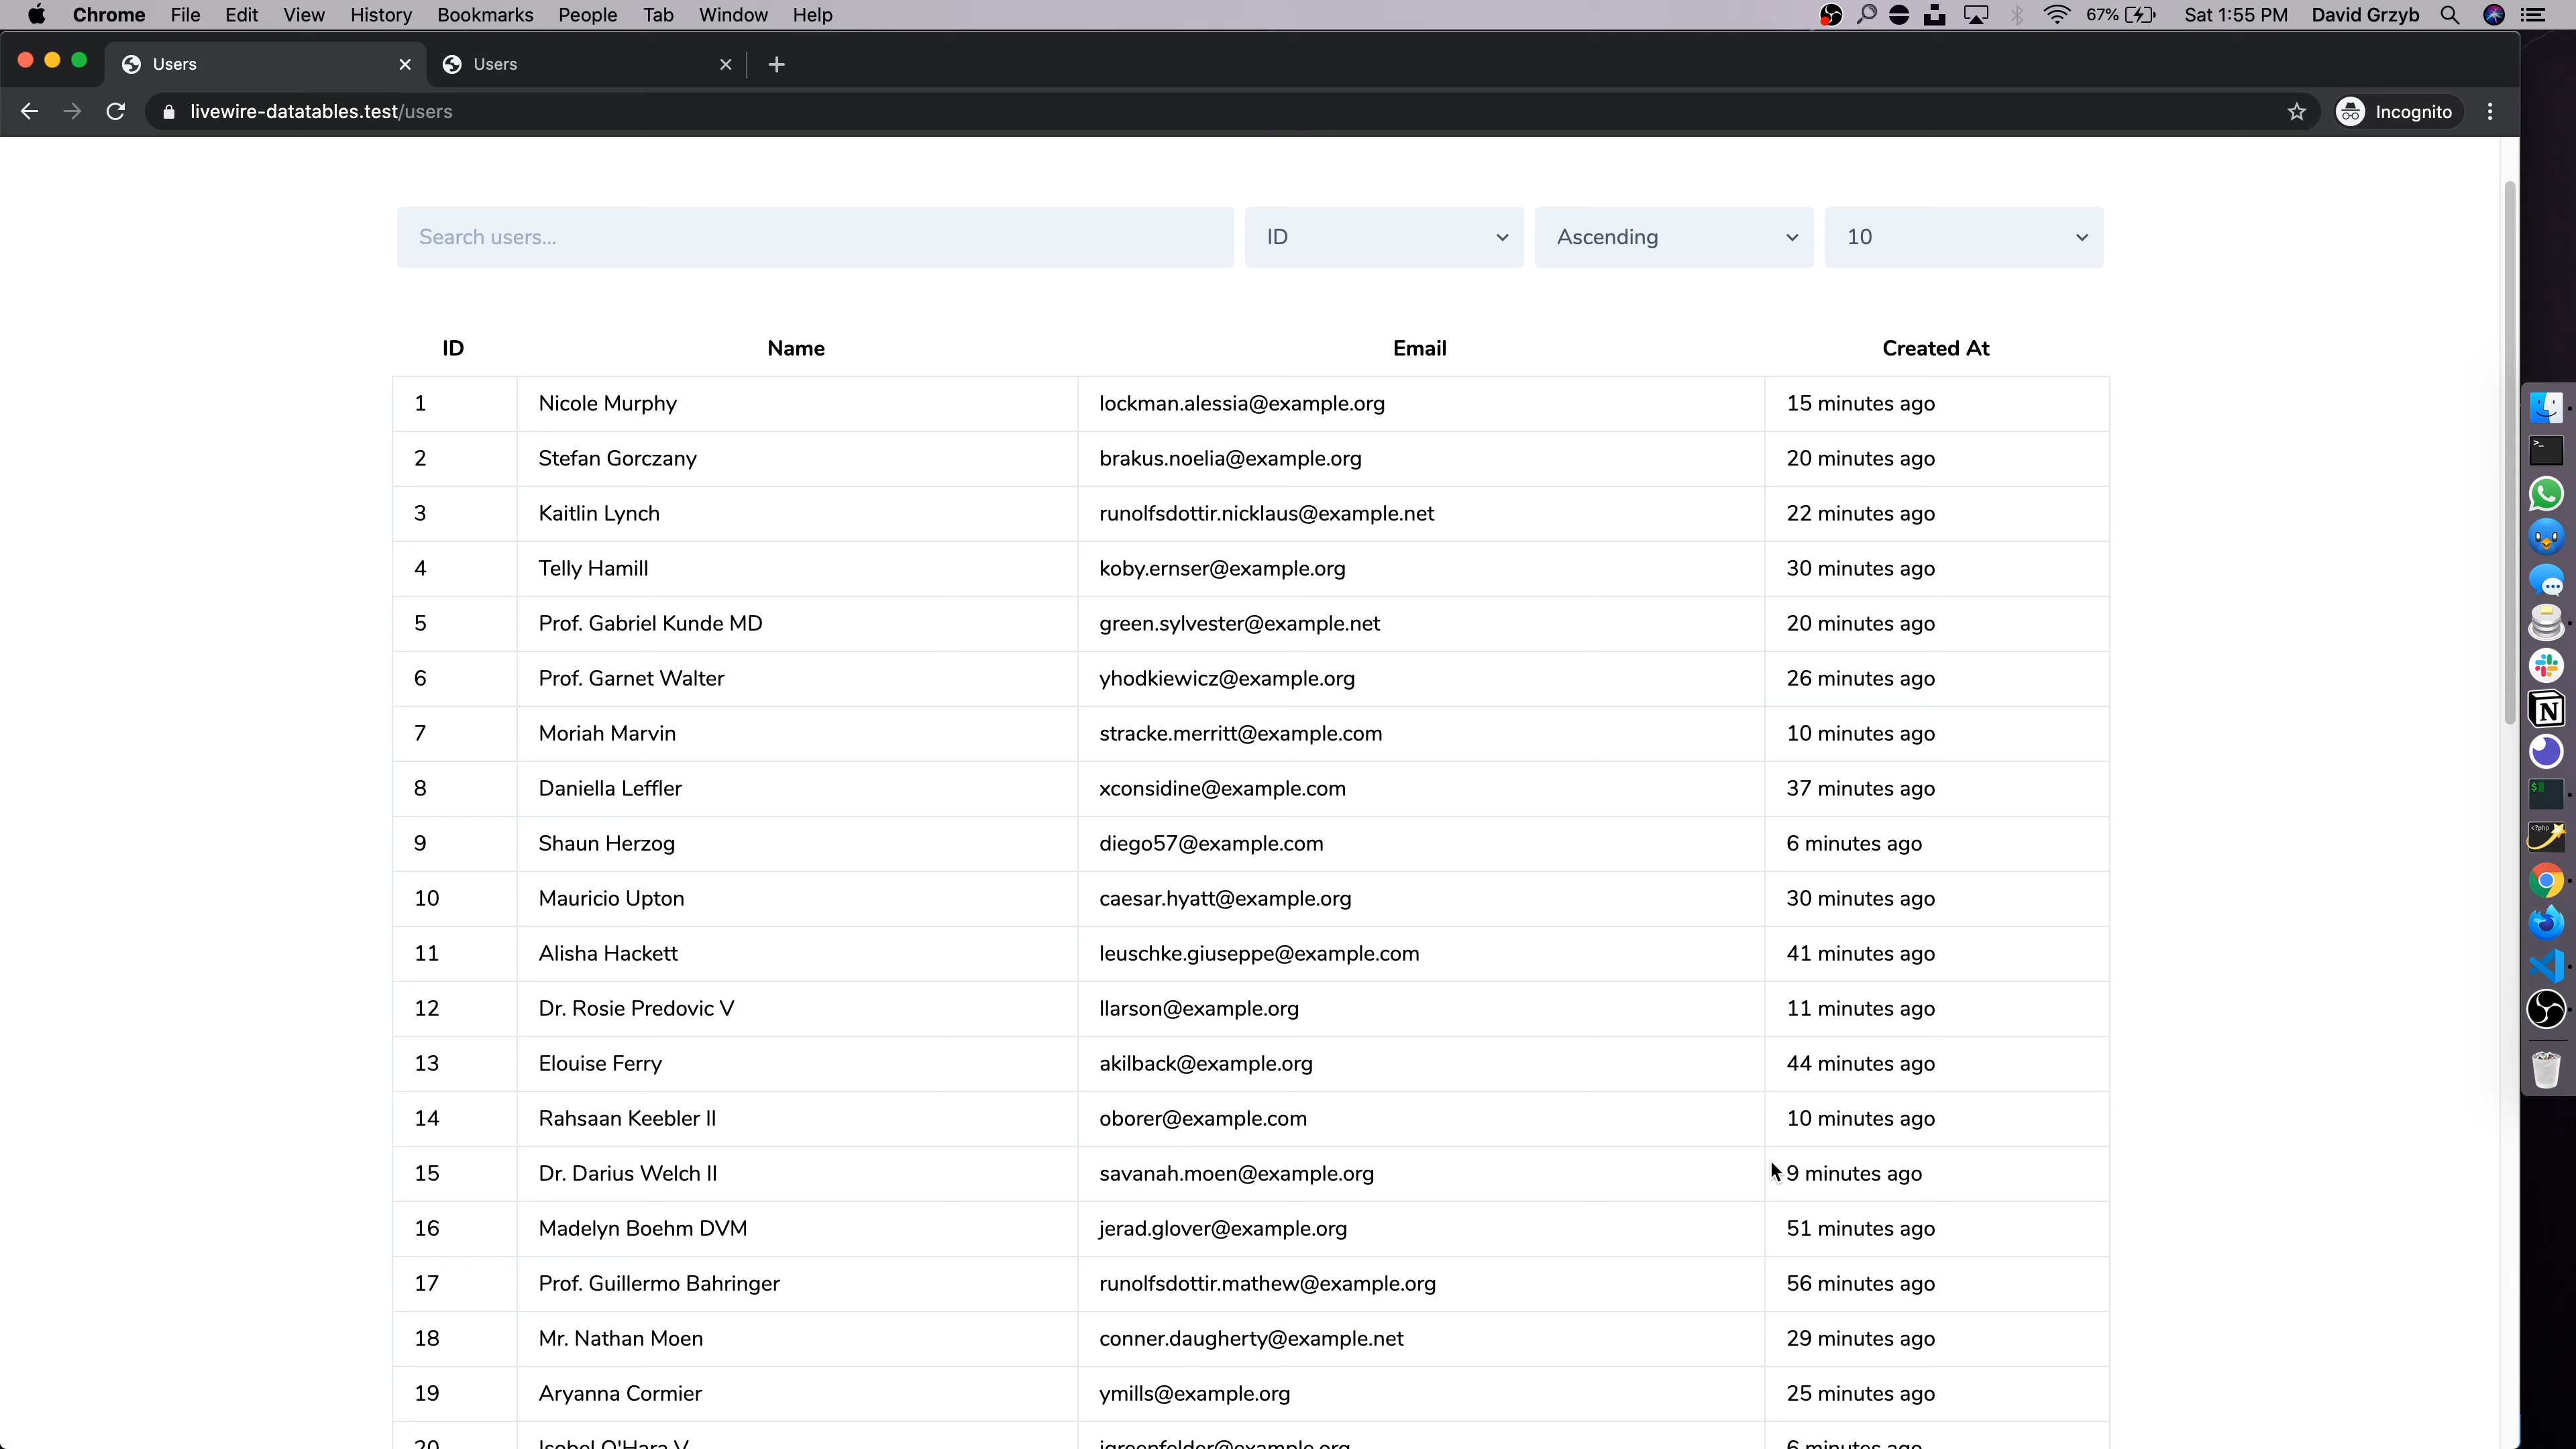 Chrome File Edit View History Bookmarks People Tab Window Help 67% Sat 1:55 PM David Grzyb
Users Users
livewire-datatables.test/users Incognito
Search users... ID Ascending 10
ID Name Email Created At
1 Nicole Murphy lockman.alessia@example.org 15 minutes ago
2 Stefan Gorczany brakus.noelia@example.org 20 minutes ago
3 Kaitlin Lynch runolfsdottir.nicklaus@example.net 22 minutes ago
4 Telly Hamill koby.ernser@example.org 30 minutes ago
5 Prof. Gabriel Kunde MD green.sylvester@example.net 20 minutes ago
6 Prof. Garnet Walter yhodkiewicz@example.org 26 minutes ago
7 Moriah Marvin stracke.merritt@example.com 10 minutes ago
8 Daniella Leffler xconsidine@example.com 37 minutes ago
9 Shaun Herzog diego57@example.com 6 minutes ago
10 Mauricio Upton caesar.hyatt@example.org 30 minutes ago
11 Alisha Hackett leuschke.giuseppe@example.com 41 minutes ago
12 Dr. Rosie Predovic V llarson@example.org 11 minutes ago
13 Elouise Ferry akilback@example.org 44 minutes ago
14 Rahsaan Keebler II oborer@example.com 10 minutes ago
15 Dr. Darius Welch II savanah.moen@example.org 9 minutes ago
16 Madelyn Boehm DVM jerad.glover@example.org 51 minutes ago
17 Prof. Guillermo Bahringer runolfsdottir.mathew@example.org 56 minutes ago
18 Mr. Nathan Moen conner.daugherty@example.net 29 minutes ago
19 Aryanna Cormier ymills@example.org 25 minutes ago
20 Isobel O'Hara V jgreenfelder@example.org 6 minutes ago